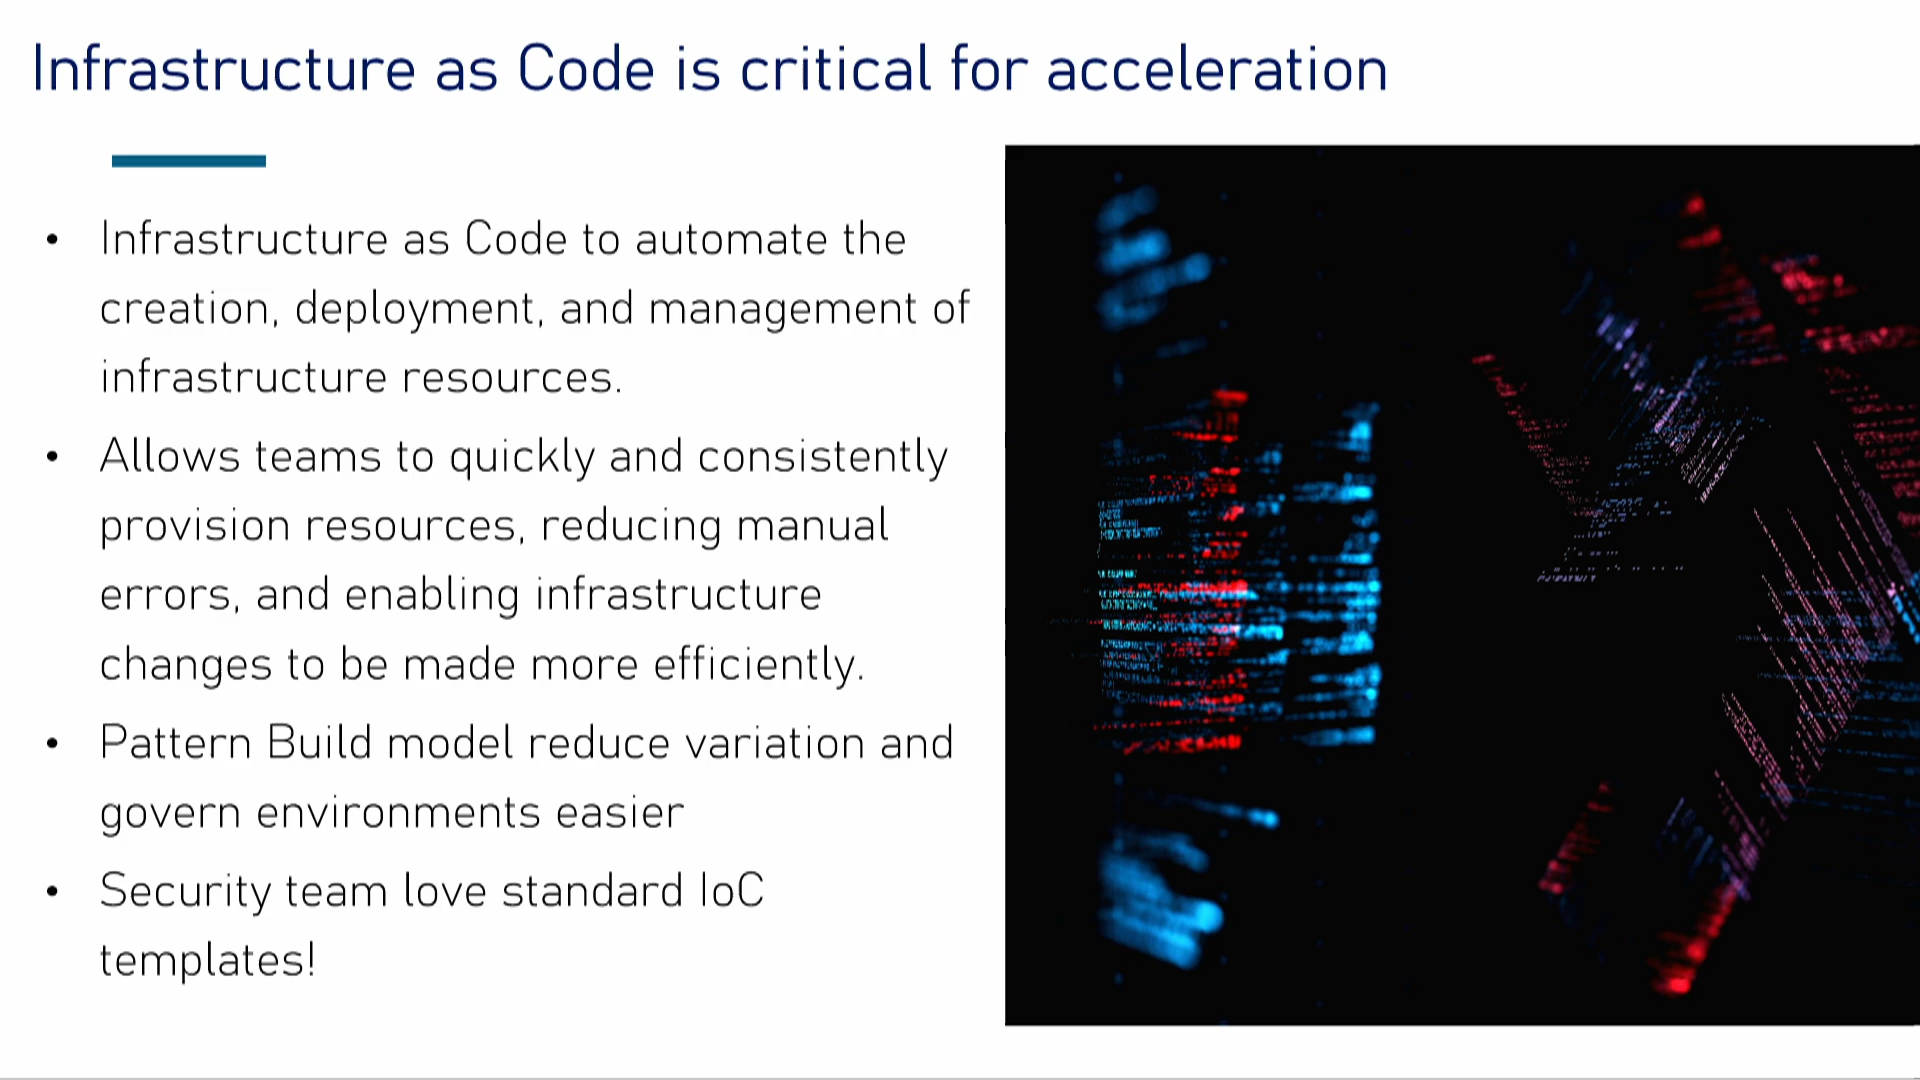 Infrastructure as Code is critical for acceleration
• Infrastructure as Code to automate the
creation, deployment, and management of
infrastructure resources.
• Allows teams to quickly and consistently
provision resources, reducing manual
errors, and enabling infrastructure
changes to be made more efficiently.
• Pattern Build model reduce variation and
govern environments easier
• Security team love standard IoC
templates!